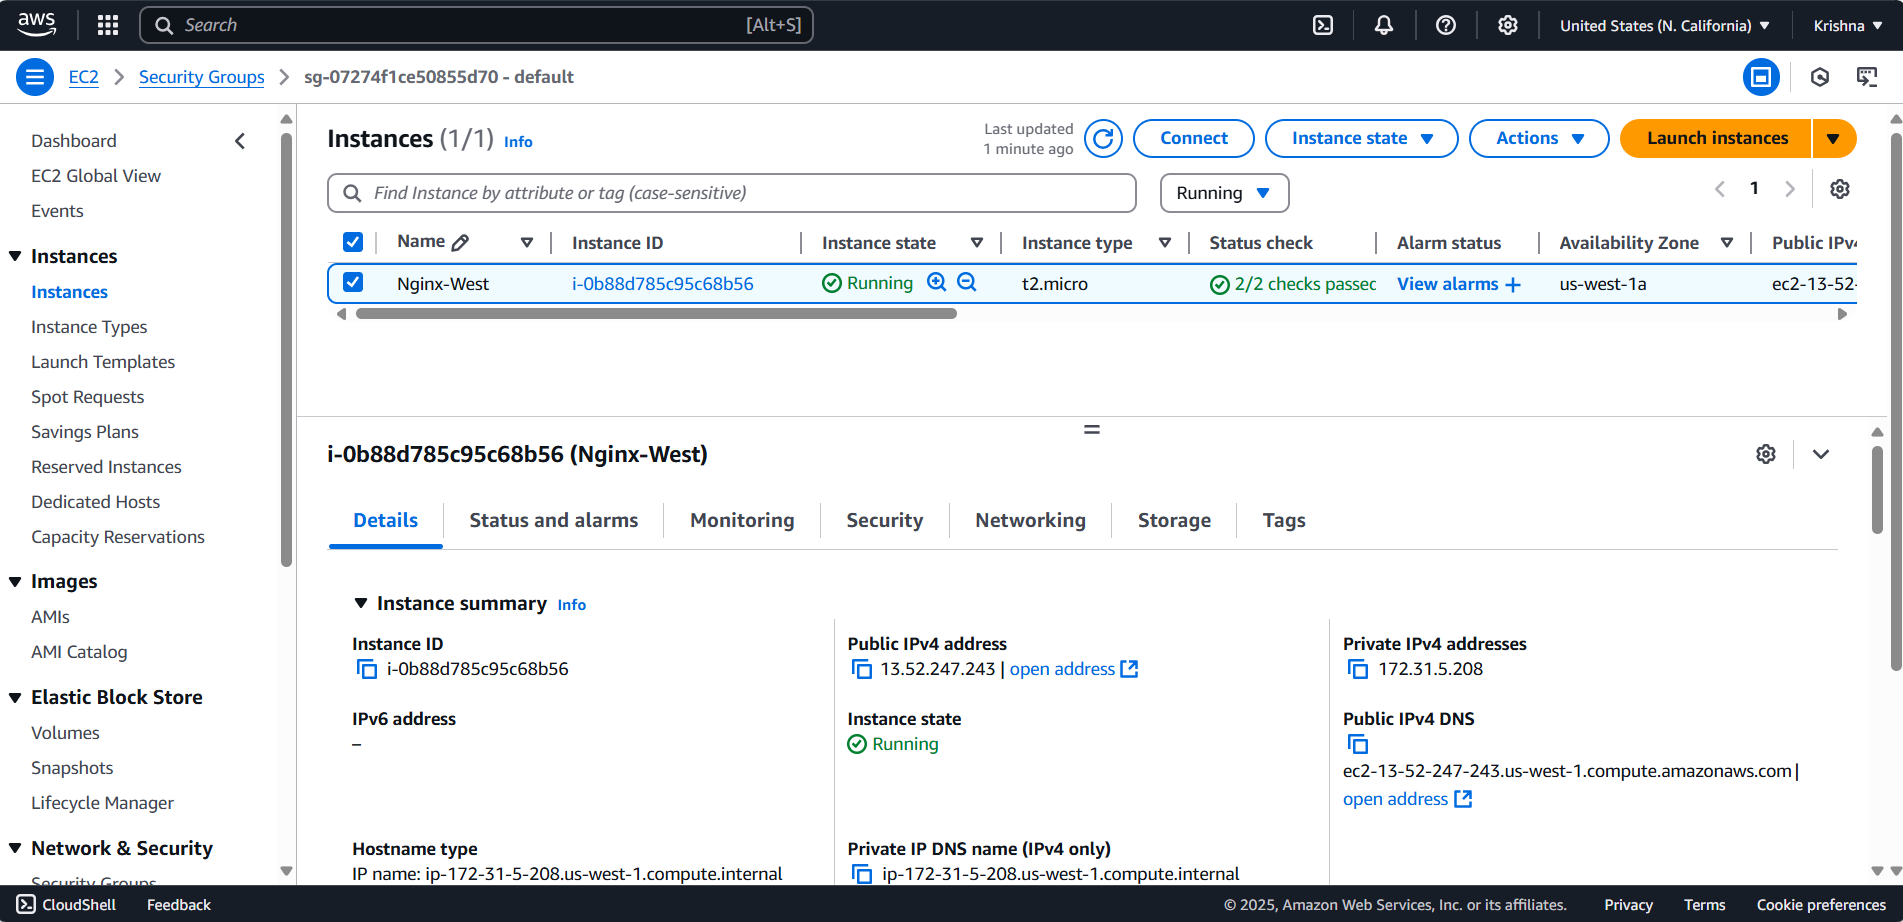 aws
Search [Alt+S]
United States (N. California)
Krishna
EC2 Security Groups sg-07274f1ce50855d70 - default
Dashboard
EC2 Global View
Events
Instances
Instances
Instance Types
Launch Templates
Spot Requests
Savings Plans
Reserved Instances
Dedicated Hosts
Capacity Reservations
Images
AMIs
AMI Catalog
Elastic Block Store
Volumes
Snapshots
Lifecycle Manager
Network & Security
Security Groups
Instances (1/1) Info
Last updated
1 minute ago
Connect
Instance state
Actions
Launch instances
Find Instance by attribute or tag (case-sensitive)
Running
1
Name Instance ID Instance state Instance type Status check Alarm status Availability Zone Public IPv4
Nginx-West i-0b88d785c95c68b56 Running t2.micro 2/2 checks passed View alarms + us-west-1a ec2-13-52-
i-0b88d785c95c68b56 (Nginx-West)
Details Status and alarms Monitoring Security Networking Storage Tags
Instance summary Info
Instance ID
i-0b88d785c95c68b56
Public IPv4 address
13.52.247.243 | open address
Private IPv4 addresses
172.31.5.208
IPv6 address
–
Instance state
Running
Public IPv4 DNS
ec2-13-52-247-243.us-west-1.compute.amazonaws.com |
open address
Hostname type
IP name: ip-172-31-5-208.us-west-1.compute.internal
Private IP DNS name (IPv4 only)
ip-172-31-5-208.us-west-1.compute.internal
CloudShell Feedback
© 2025, Amazon Web Services, Inc. or its affiliates. Privacy Terms Cookie preferences